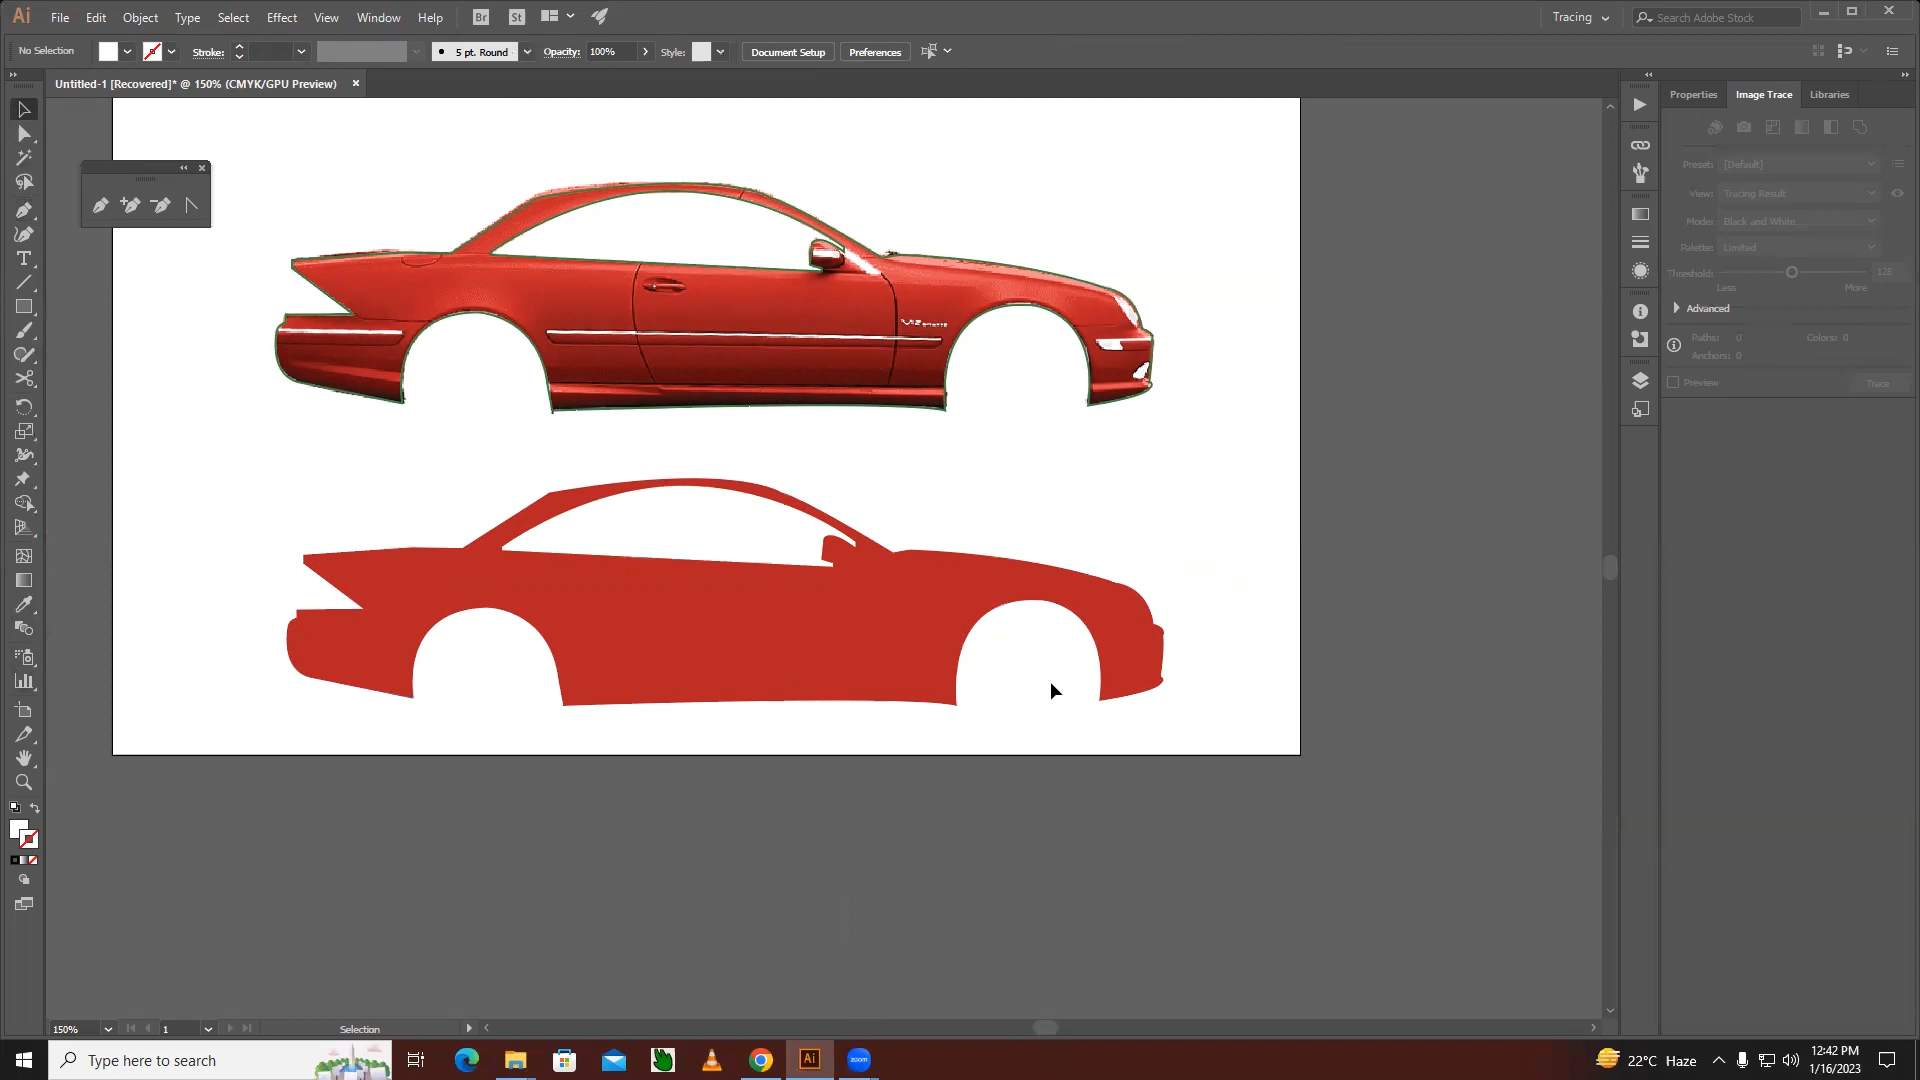 Ai File Edit Object Type Select Effect View Window Help Br St Tracing Search Adobe Stock
No Selection Stroke: 5 pt. Round Opacity: 100% Style: Document Setup Preferences
Untitled-1 [Recovered]* @ 150% (CMYK/GPU Preview)
Properties Image Trace Libraries
Preset: [Default]
View: Tracing Result
Mode: Black and White...
Palette: Limited
Threshold: 128
Less More
Advanced
Paths: 0 Colors: 0
Anchors: 0
Preview Trace
V12
150% 1 Selection
Type here to search
Ai zoom 22°C Haze 12:42 PM
1/16/2023